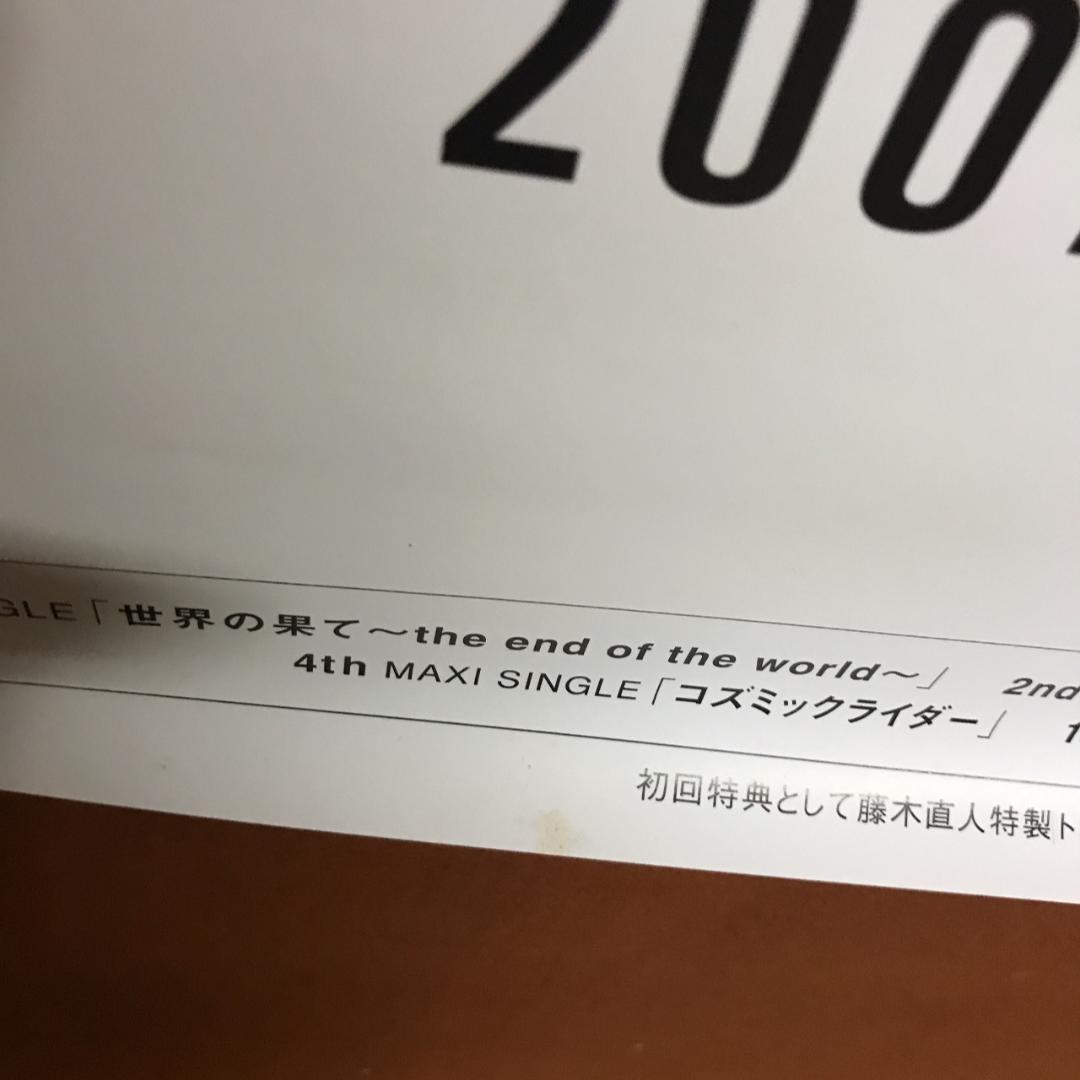 200
GLE「世界の果て～the end of the world～」 2nd
4th MAXI SINGLE「コズミックライダー」 1
初回特典として藤木直人特製ト